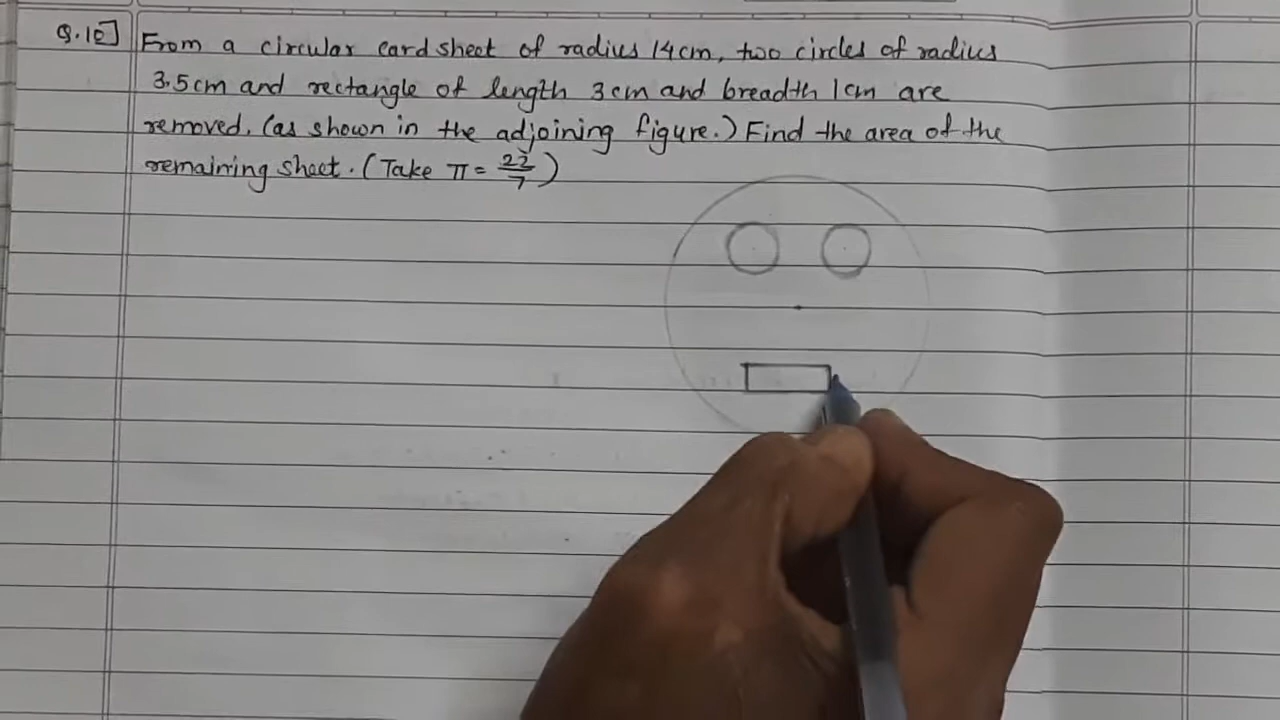 Q.10] From a circular card sheet of radius 14cm, two circles of radius
3.5cm and rectangle of length 3cm and breadth 1cm are
removed. (as shown in the adjoining figure.) Find the area of the
remaining sheet. (Take π = 22/7)